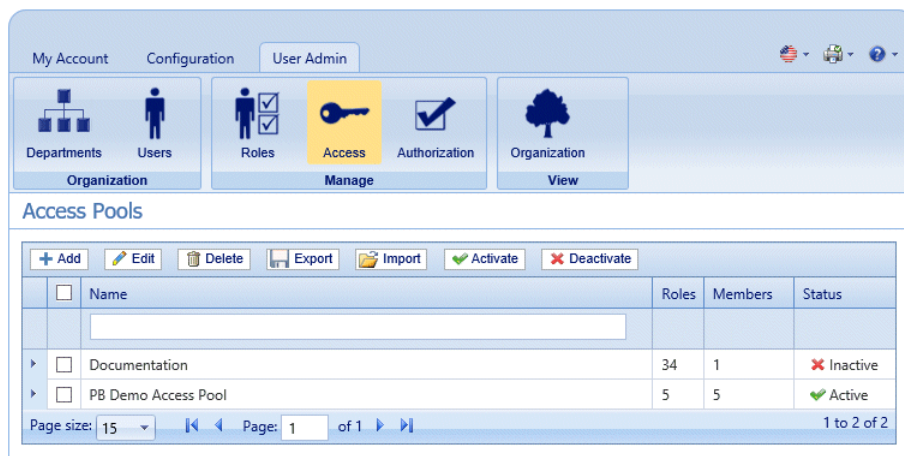 My Account Configuration User Admin
Departments Users Roles Access Authorization Organization
Organization Manage View
Access Pools
Add Edit Delete Export Import Activate Deactivate
Name Roles Members Status
Documentation 34 1 Inactive
PB Demo Access Pool 5 5 Active
Page size: 15 Page: 1 of 1 1 to 2 of 2